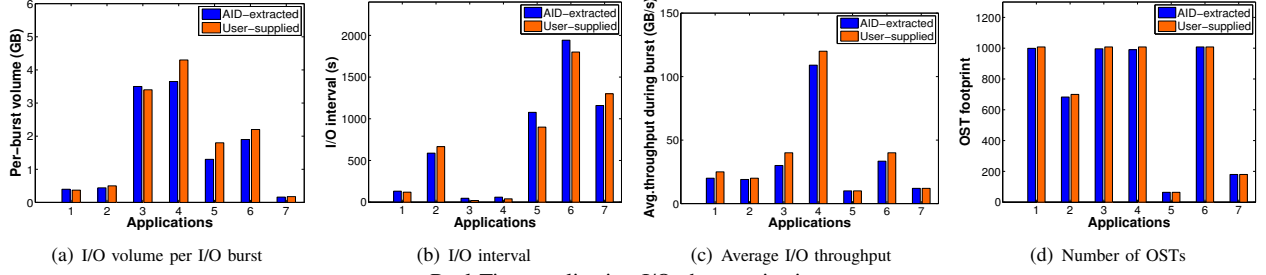 6
5
4
3
2
1
0
Per-burst volume (GB)
AID-extracted
User-supplied
1 2 3 4 5 6 7
Applications
(a) I/O volume per I/O burst
2000
1500
1000
500
0
I/O interval (s)
AID-extracted
User-supplied
1 2 3 4 5 6 7
Applications
(b) I/O interval
150
100
50
0
Avg.throughput during burst (GB/s)
AID-extracted
User-supplied
1 2 3 4 5 6 7
Applications
(c) Average I/O throughput
1200
1000
800
600
400
200
0
OST footprint
AID-extracted
User-supplied
1 2 3 4 5 6 7
Applications
(d) Number of OSTs